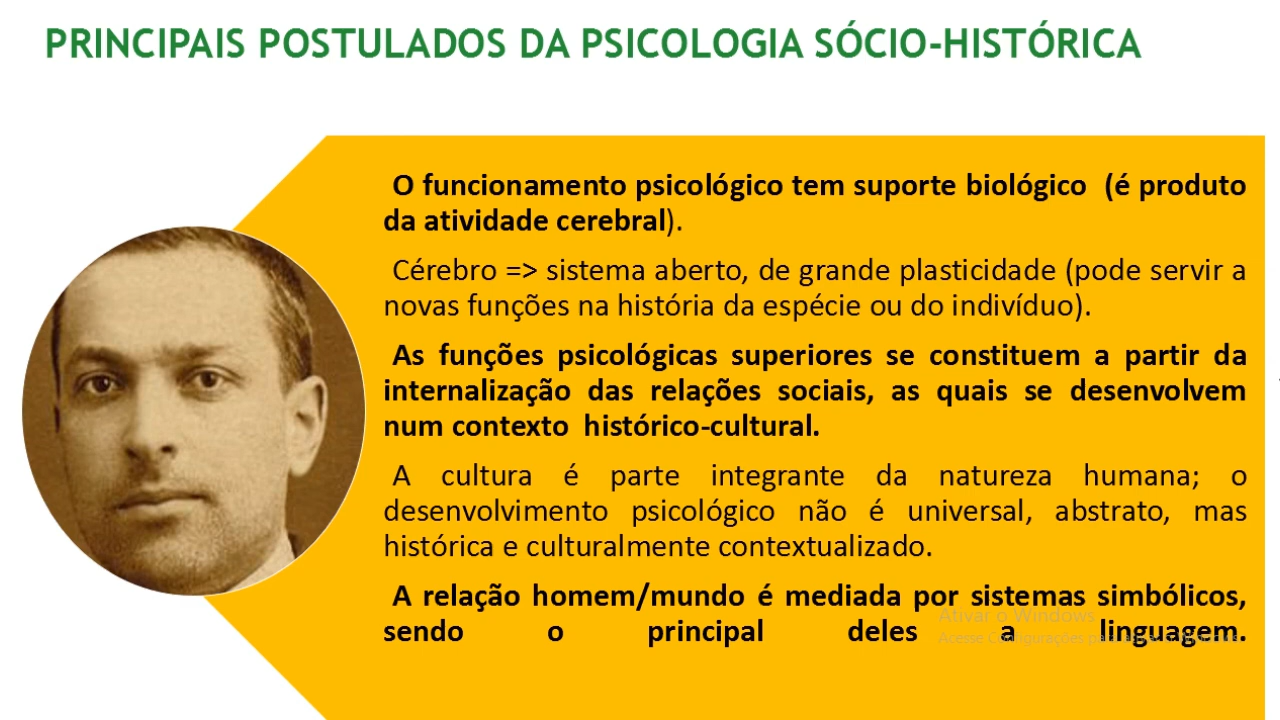 PRINCIPAIS POSTULADOS DA PSICOLOGIA SÓCIO-HISTÓRICA
O funcionamento psicológico tem suporte biológico (é produto
da atividade cerebral).
Cérebro => sistema aberto, de grande plasticidade (pode servir a
novas funções na história da espécie ou do indivíduo).
As funções psicológicas superiores se constituem a partir da
internalização das relações sociais, as quais se desenvolvem
num contexto histórico-cultural.
A cultura é parte integrante da natureza humana; o
desenvolvimento psicológico não é universal, abstrato, mas
histórica e culturalmente contextualizado.
A relação homem/mundo é mediada por sistemas simbólicos,
sendo o principal deles a linguagem.
Ativar o Windows
Acesse Configurações para